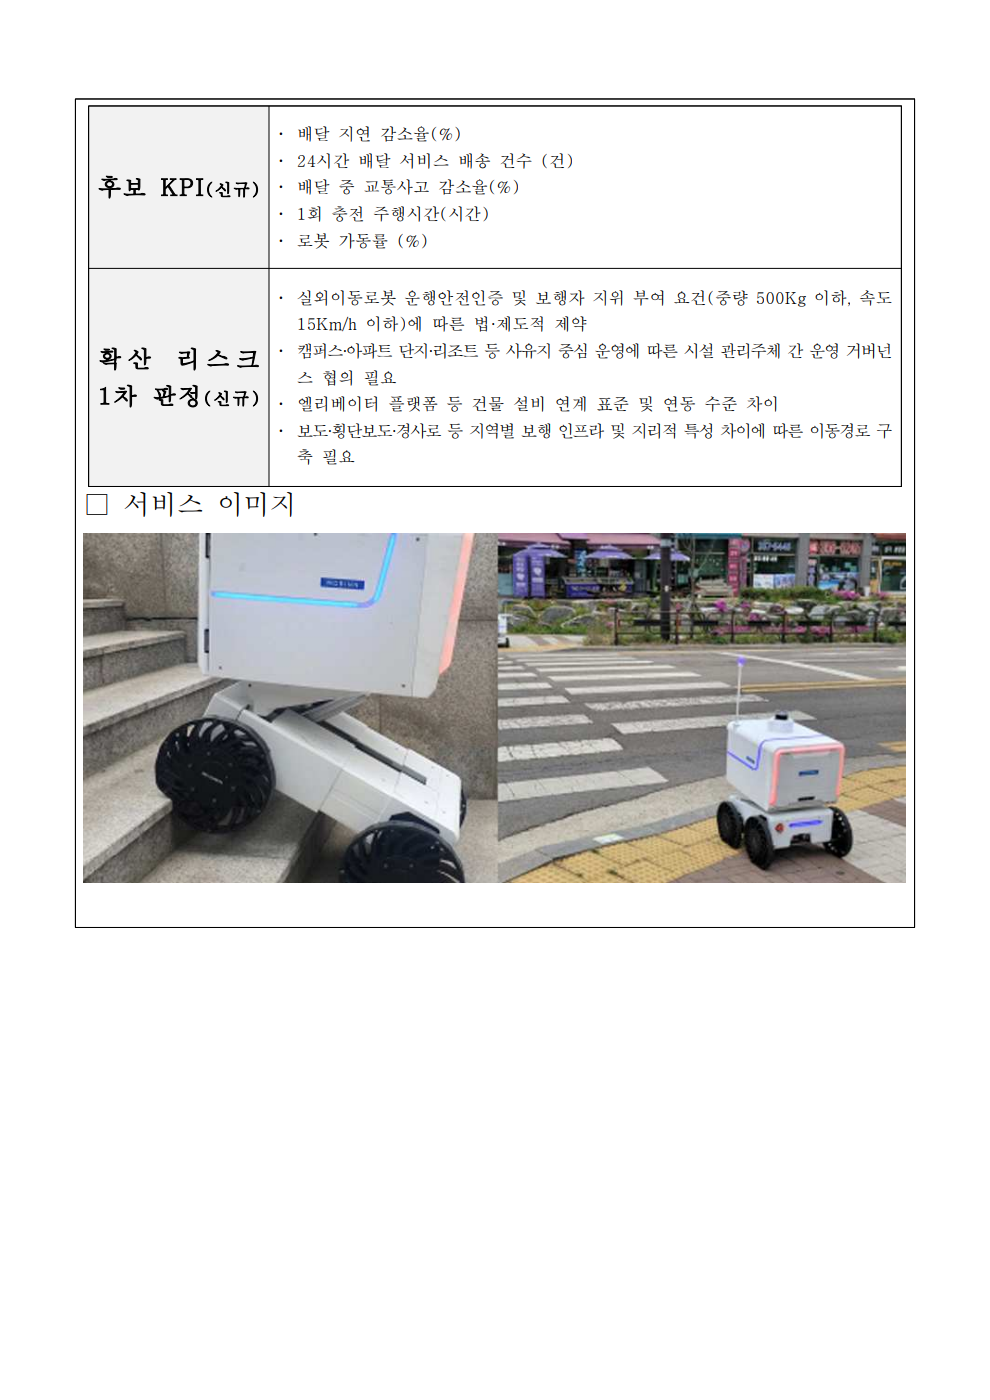 후보 KPI(신규)
· 배달 지연 감소율(%)
· 24시간 배달 서비스 배송 건수 (건)
· 배달 중 교통사고 감소율(%)
· 1회 충전 주행시간(시간)
· 로봇 가동률 (%)
확산 리스크
1차 판정(신규)
· 실외이동로봇 운행안전인증 및 보행자 지위 부여 요건(중량 500Kg 이하, 속도
15Km/h 이하)에 따른 법·제도적 제약
· 캠퍼스·아파트 단지·리조트 등 사유지 중심 운영에 따른 시설 관리주체 간 운영 거버넌
스 협의 필요
· 엘리베이터 플랫폼 등 건물 설비 연계 표준 및 연동 수준 차이
· 보도·횡단보도·경사로 등 지역별 보행 인프라 및 지리적 특성 차이에 따른 이동경로 구
축 필요
□ 서비스 이미지
MOBINN